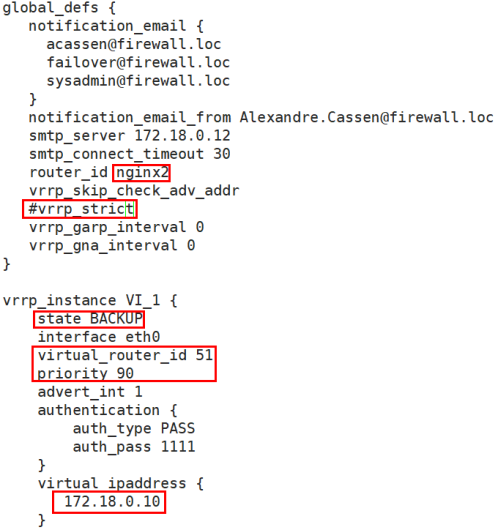 global_defs {
   notification_email {
     acassen@firewall.loc
     failover@firewall.loc
     sysadmin@firewall.loc
   }
   notification_email_from Alexandre.Cassen@firewall.loc
   smtp_server 172.18.0.12
   smtp_connect_timeout 30
   router_id nginx2
   vrrp_skip_check_adv_addr
   #vrrp_strict
   vrrp_garp_interval 0
   vrrp_gna_interval 0
}
vrrp_instance VI_1 {
    state BACKUP
    interface eth0
    virtual_router_id 51
    priority 90
    advert_int 1
    authentication {
        auth_type PASS
        auth_pass 1111
    }
    virtual_ipaddress {
       172.18.0.10
    }